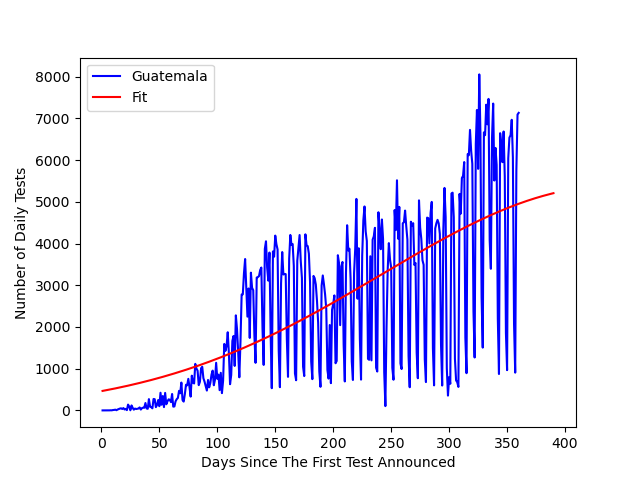 Guatemala
Fit
Number of Daily Tests
8000
7000
6000
5000
4000
3000
2000
1000
0
0 50 100 150 200 250 300 350 400
Days Since The First Test Announced